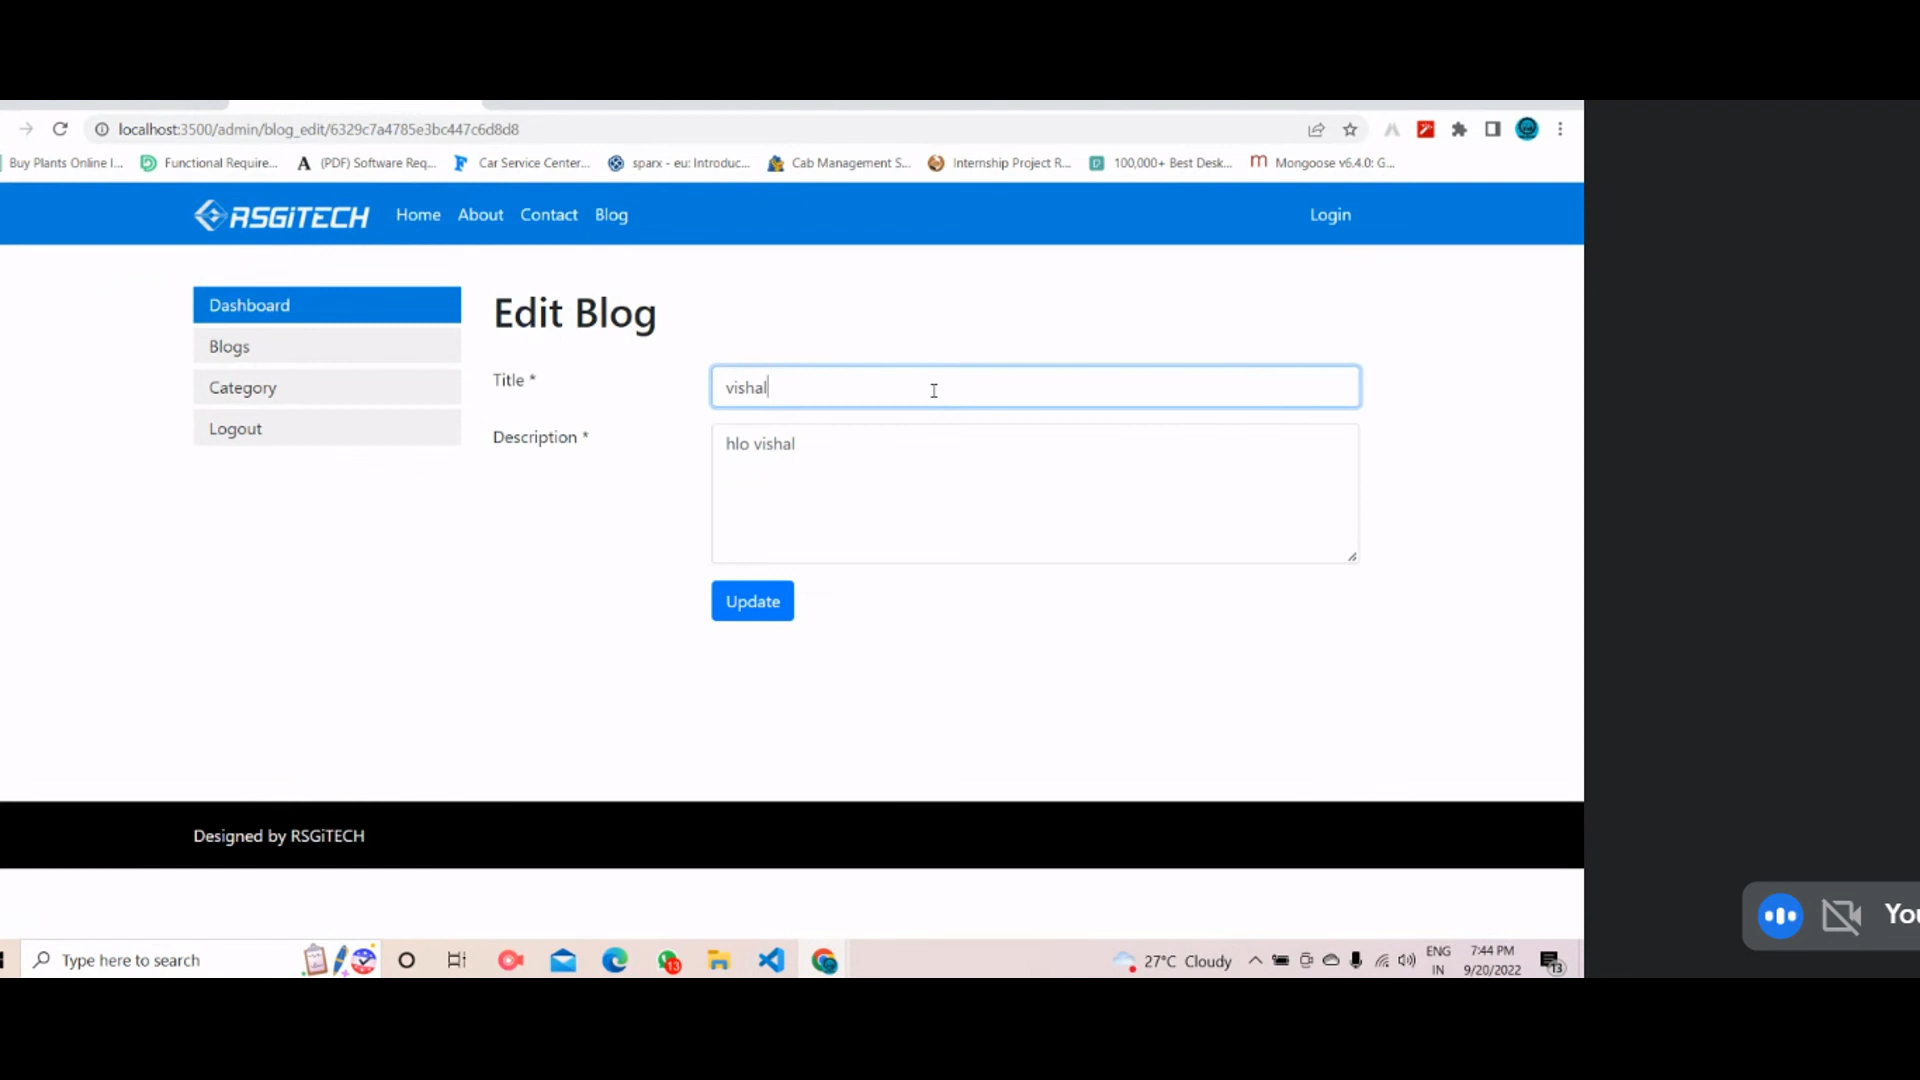 localhost:3500/admin/blog_edit/6329c7a4785e3bc447c6d8d8
Buy Plants Online I... Functional Require... (PDF) Software Req... Car Service Center... sparx - eu: Introduc... Cab Management S... Internship Project R... 100,000+ Best Desk... Mongoose v6.4.0: G...
RSGiTECH Home About Contact Blog Login
Dashboard
Blogs
Category
Logout
Edit Blog
Title * vishal
Description * hlo vishal
Update
Designed by RSGiTECH
You
Type here to search
13
27°C Cloudy
ENG
IN
7:44 PM
9/20/2022
13